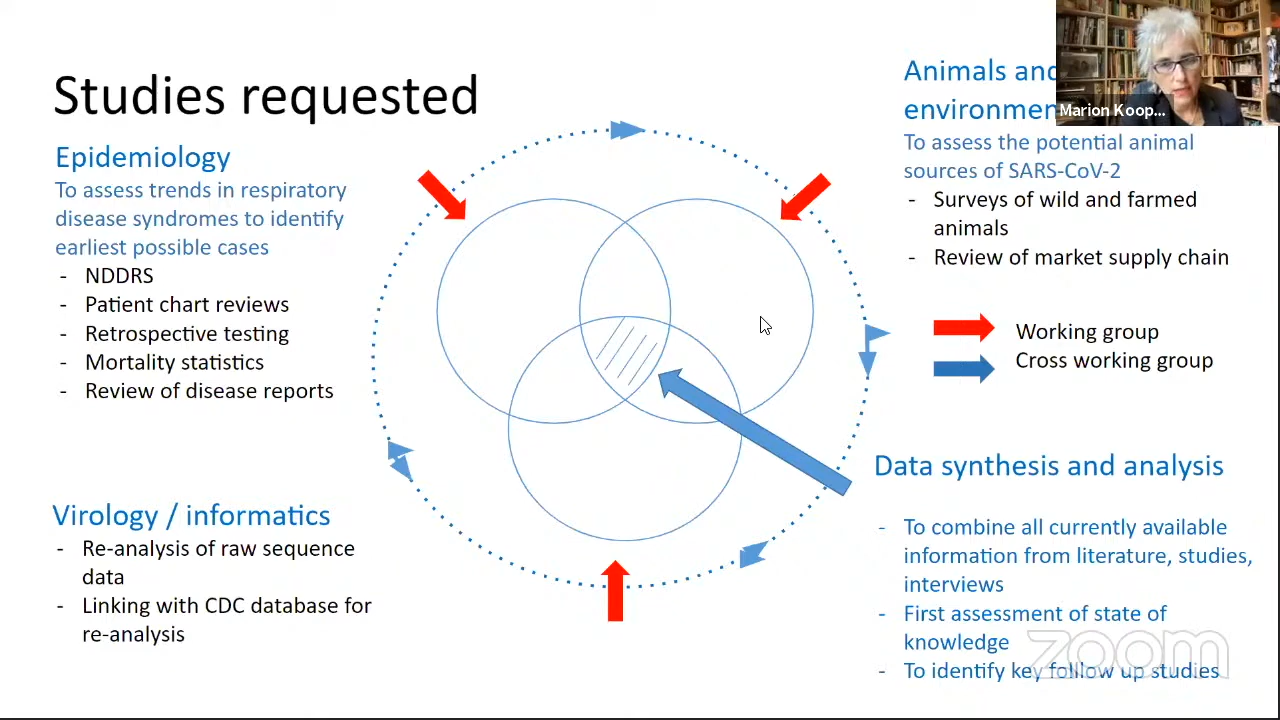 Studies requested
Epidemiology
To assess trends in respiratory
disease syndromes to identify
earliest possible cases
- NDDRS
- Patient chart reviews
- Retrospective testing
- Mortality statistics
- Review of disease reports
Virology / informatics
- Re-analysis of raw sequence
data
- Linking with CDC database for
re-analysis
Animals and
environmen
Marion Koop...
To assess the potential animal
sources of SARS-CoV-2
- Surveys of wild and farmed
animals
- Review of market supply chain
Working group
Cross working group
Data synthesis and analysis
- To combine all currently available
information from literature, studies,
interviews
- First assessment of state of
knowledge
- To identify key folllow up studies
zoom